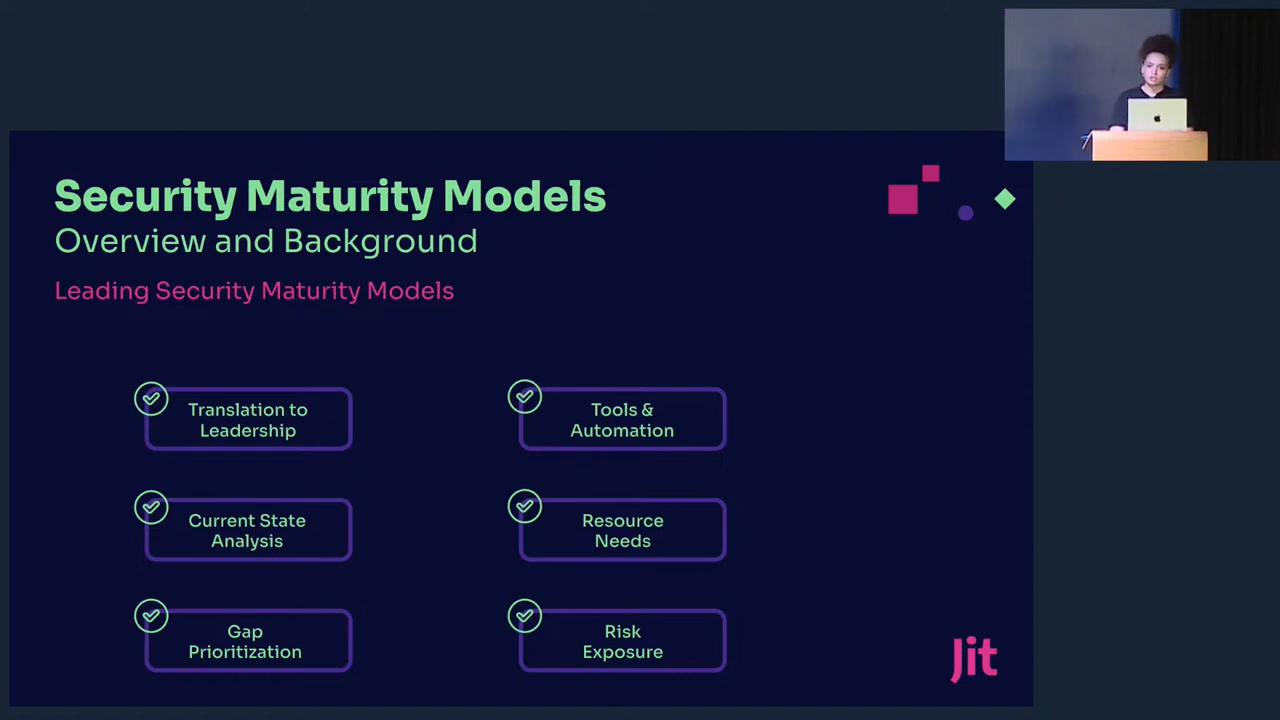 Security Maturity Models
Overview and Background
Leading Security Maturity Models
Translation to
Leadership
Tools &
Automation
Current State
Analysis
Resource
Needs
Gap
Prioritization
Risk
Exposure
Jit